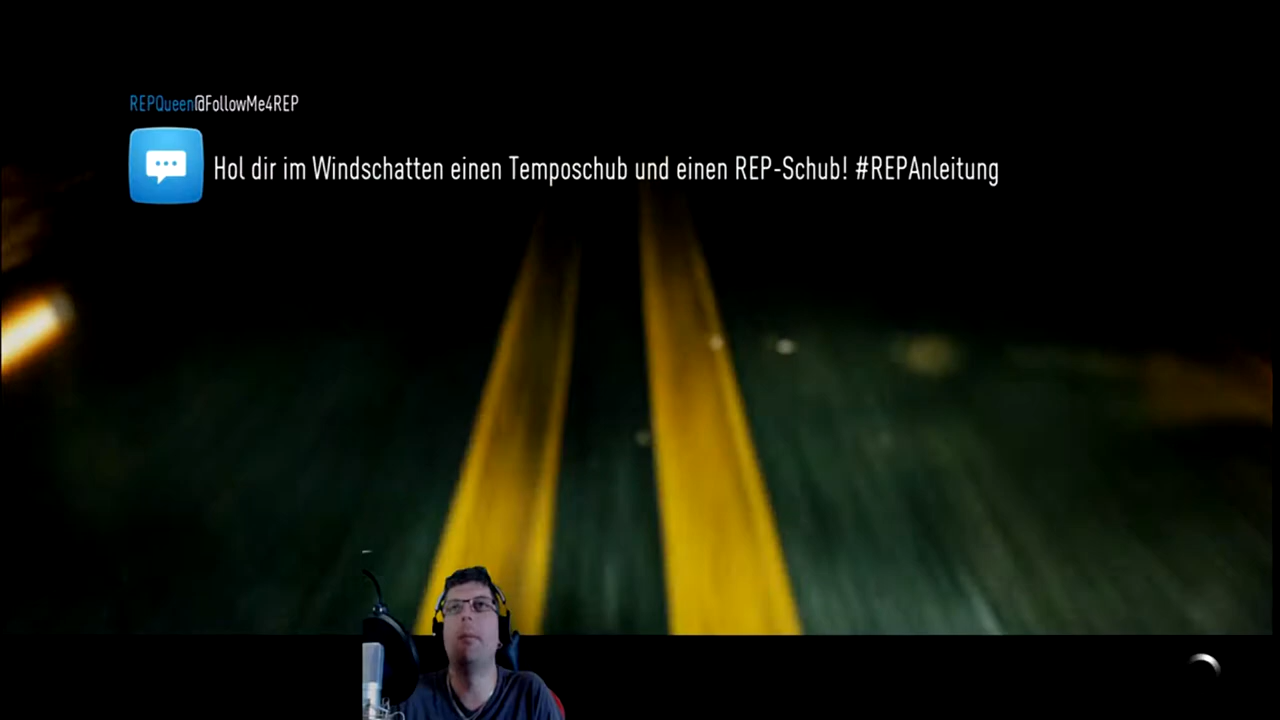 REPQueen@FollowMe4REP
Hol dir im Windschatten einen Temposchub und einen REP-Schub! #REPAnleitung